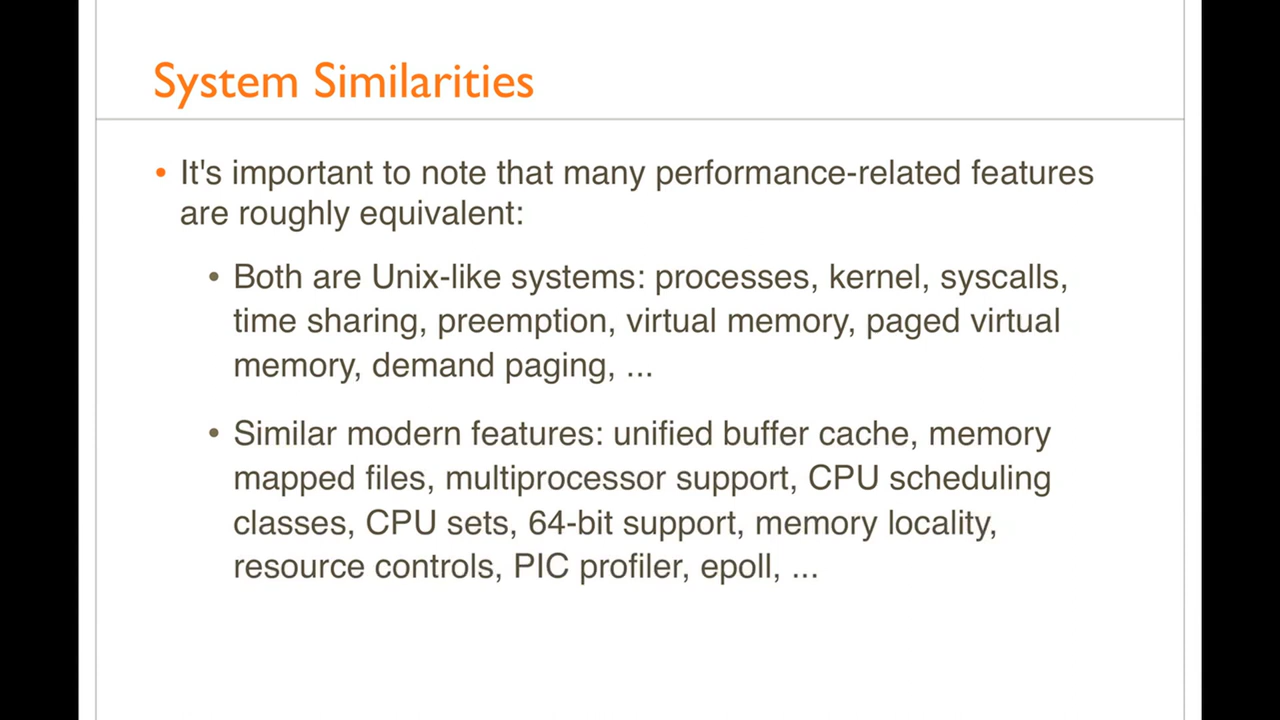 System Similarities
• It's important to note that many performance-related features
are roughly equivalent:
• Both are Unix-like systems: processes, kernel, syscalls,
time sharing, preemption, virtual memory, paged virtual
memory, demand paging, ...
• Similar modern features: unified buffer cache, memory
mapped files, multiprocessor support, CPU scheduling
classes, CPU sets, 64-bit support, memory locality,
resource controls, PIC profiler, epoll, ...